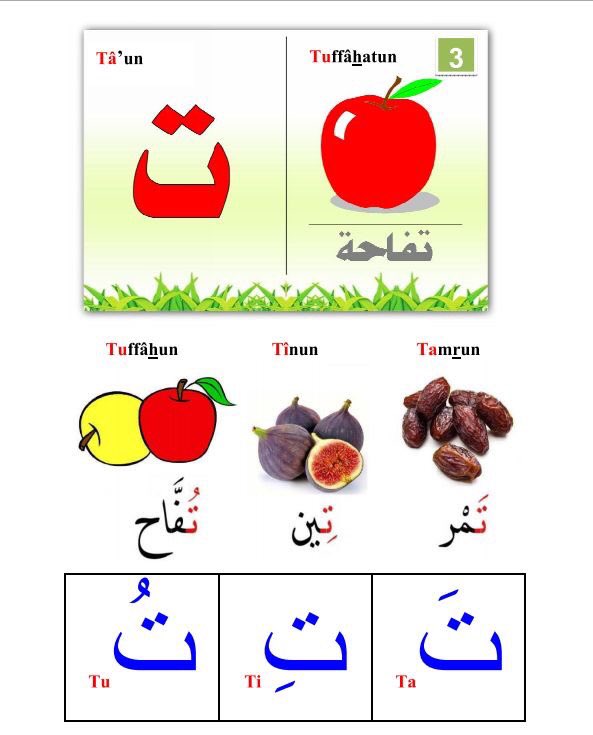 3
Tâ’un
Tuffâhatun
ت
تفاحة
Tuffâhun Tînun Tamrun
تُفَّاح تِين تَمْر
تُ تِ تَ
Tu Ti Ta